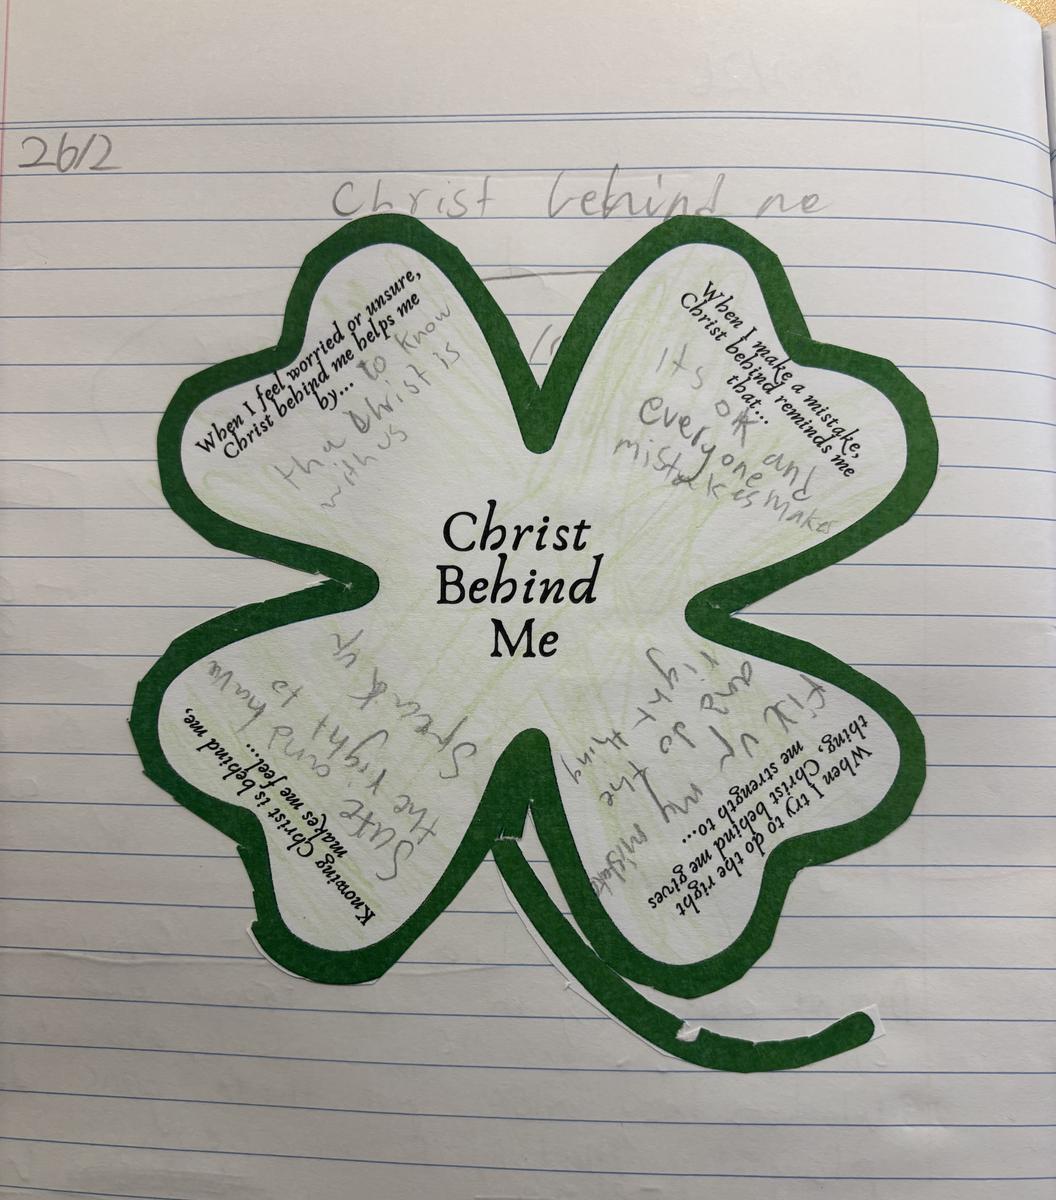 26/2
Christ behind me
When I feel worried or unsure,
Christ behind me helps me
by... to know
tha Christ is
with us
When I make a mistake,
Christ behind reminds me
that...
Its ok and
everyone makes
mistakes
Christ
Behind
Me
Knowing Christ is behind me,
makes me feel....
Safe and have
the right to
Speak up
When I try to do the right
thing, Christ behind me gives
me strength to...
fix up my mistake
and do the
right thing